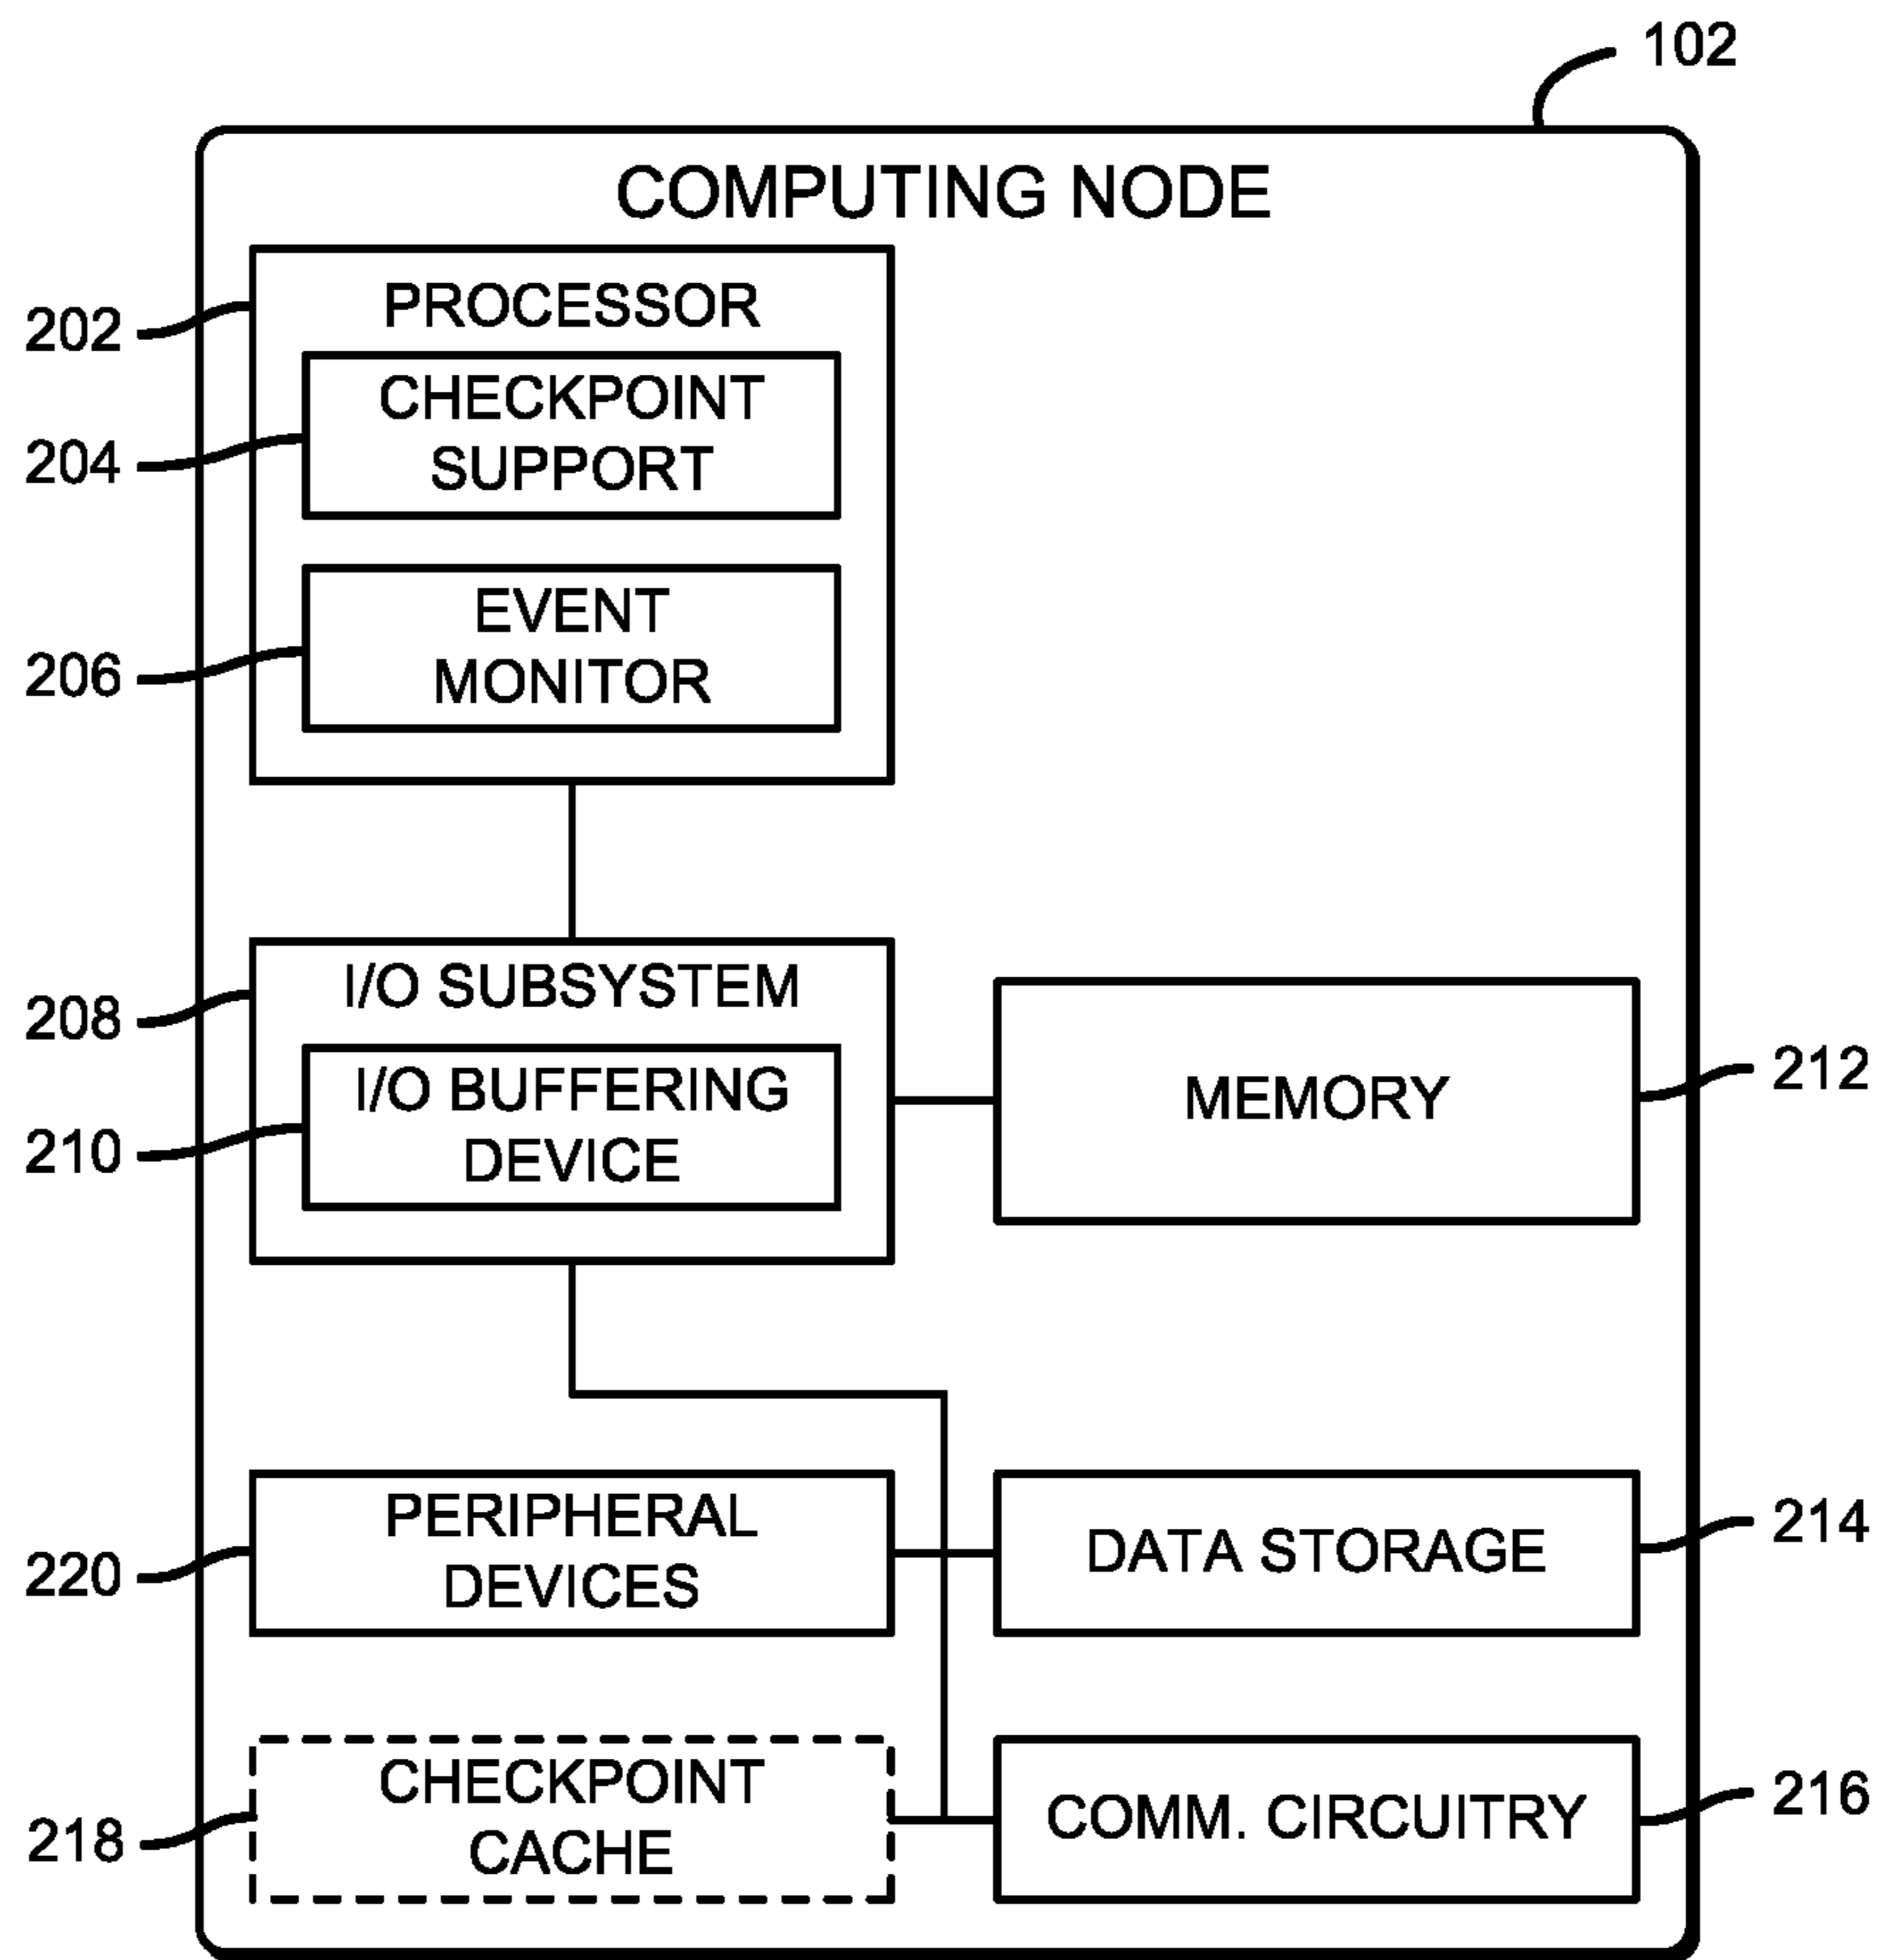 102
COMPUTING NODE
202
PROCESSOR
204
CHECKPOINT
SUPPORT
206
EVENT
MONITOR
208
I/O SUBSYSTEM
210
I/O BUFFERING
DEVICE
MEMORY
212
220
PERIPHERAL
DEVICES
DATA STORAGE
214
218
CHECKPOINT
CACHE
COMM. CIRCUITRY
216